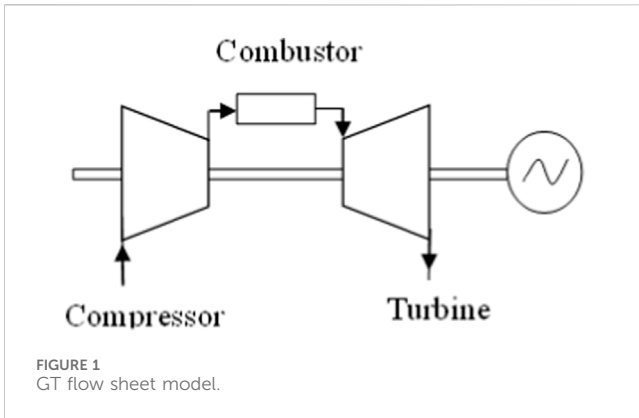 Combustor
Compressor
Turbine
FIGURE 1
GT flow sheet model.